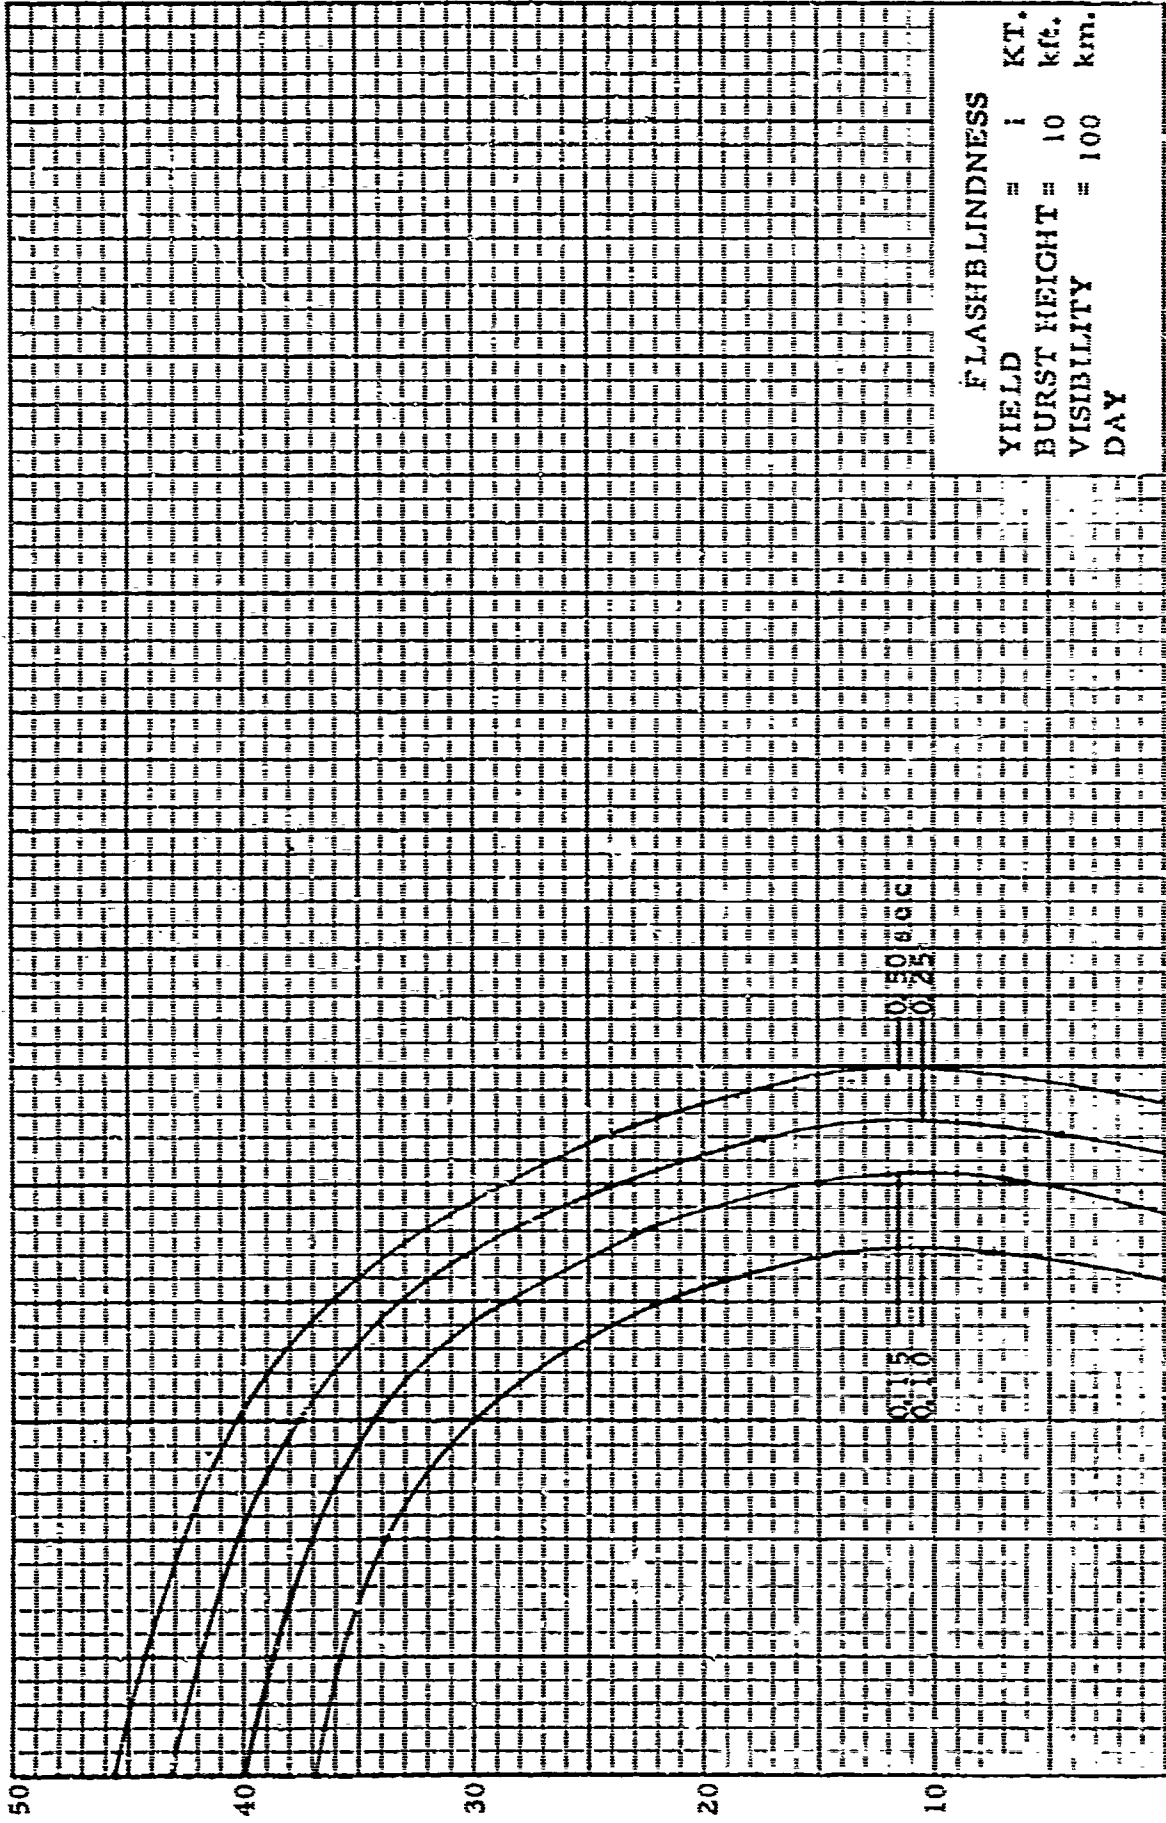 50
40
30
20
10
0.50 sec
0.25
0.15
0.10
FLASHBLINDNESS
YIELD = 1 KT.
BURST HEIGHT = 10 kft.
VISIBILITY = 100 km.
DAY